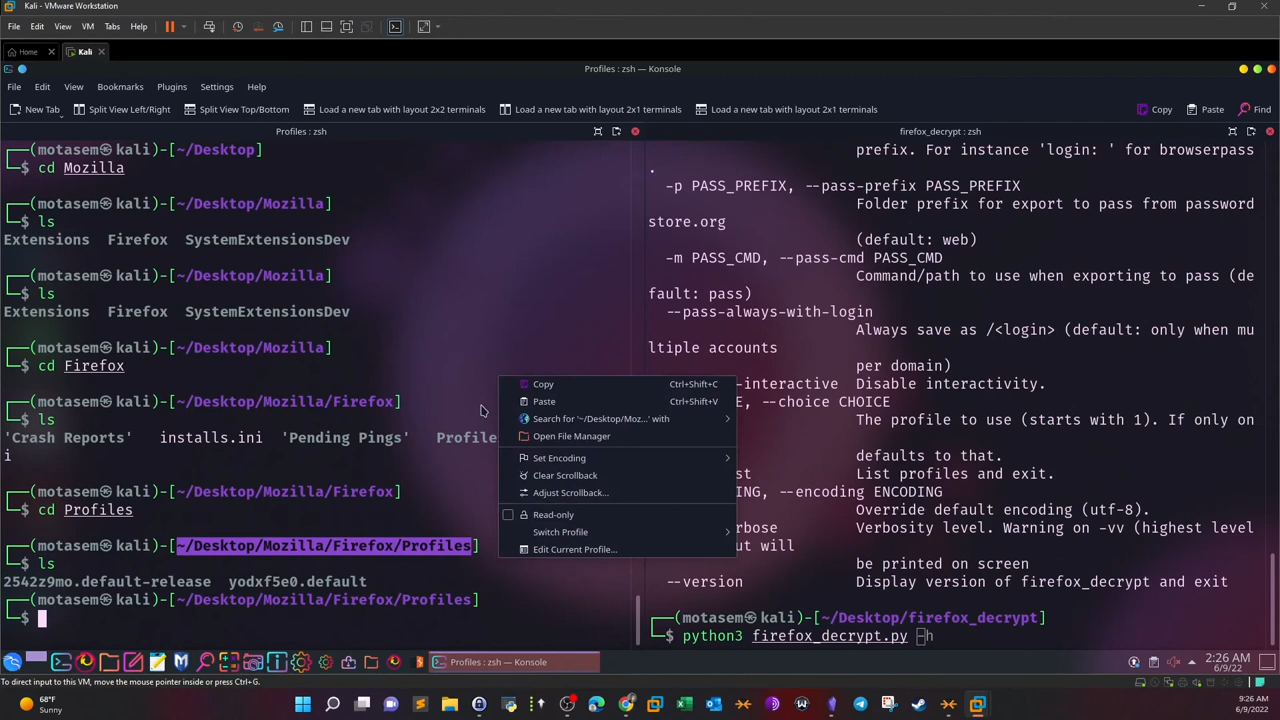 Kali - VMware Workstation
File Edit View VM Tabs Help
Home Kali
Profiles : zsh — Konsole
File Edit View Bookmarks Plugins Settings Help
New Tab Split View Left/Right Split View Top/Bottom Load a new tab with layout 2x2 terminals Load a new tab with layout 2x1 terminals Load a new tab with layout 2x1 terminals Copy Paste Find
Profiles : zsh
┌──(motasem㉿kali)-[~/Desktop]
└─$ cd Mozilla
┌──(motasem㉿kali)-[~/Desktop/Mozilla]
└─$ ls
Extensions Firefox SystemExtensionsDev
┌──(motasem㉿kali)-[~/Desktop/Mozilla]
└─$ ls
Extensions Firefox SystemExtensionsDev
┌──(motasem㉿kali)-[~/Desktop/Mozilla]
└─$ cd Firefox
┌──(motasem㉿kali)-[~/Desktop/Mozilla/Firefox]
└─$ ls
'Crash Reports' installs.ini 'Pending Pings' Profile
i
┌──(motasem㉿kali)-[~/Desktop/Mozilla/Firefox]
└─$ cd Profiles
┌──(motasem㉿kali)-[~/Desktop/Mozilla/Firefox/Profiles]
└─$ ls
2542z9mo.default-release yodxf5e0.default
┌──(motasem㉿kali)-[~/Desktop/Mozilla/Firefox/Profiles]
└─$
Copy Ctrl+Shift+C
Paste Ctrl+Shift+V
Search for '~/Desktop/Moz...' with
Open File Manager
Set Encoding
Clear Scrollback
Adjust Scrollback...
Read-only
Switch Profile
Edit Current Profile...
firefox_decrypt : zsh
prefix. For instance 'login: ' for browserpass
.
-p PASS_PREFIX, --pass-prefix PASS_PREFIX
Folder prefix for export to pass from password
store.org
(default: web)
-m PASS_CMD, --pass-cmd PASS_CMD
Command/path to use when exporting to pass (de
fault: pass)
--pass-always-with-login
Always save as /<login> (default: only when mu
ltiple accounts
per domain)
-interactive Disable interactivity.
E, --choice CHOICE
The profile to use (starts with 1). If only on
defaults to that.
st List profiles and exit.
ING, --encoding ENCODING
Override default encoding (utf-8).
bose Verbosity level. Warning on -vv (highest level
ut will
be printed on screen
--version Display version of firefox_decrypt and exit
┌──(motasem㉿kali)-[~/Desktop/firefox_decrypt]
└─$ python3 firefox_decrypt.py -h
Profiles : zsh — Konsole
2:26 AM
6/9/22
To direct input to this VM, move the mouse pointer inside or press Ctrl+G.
68°F
Sunny
9:26 AM
6/9/2022